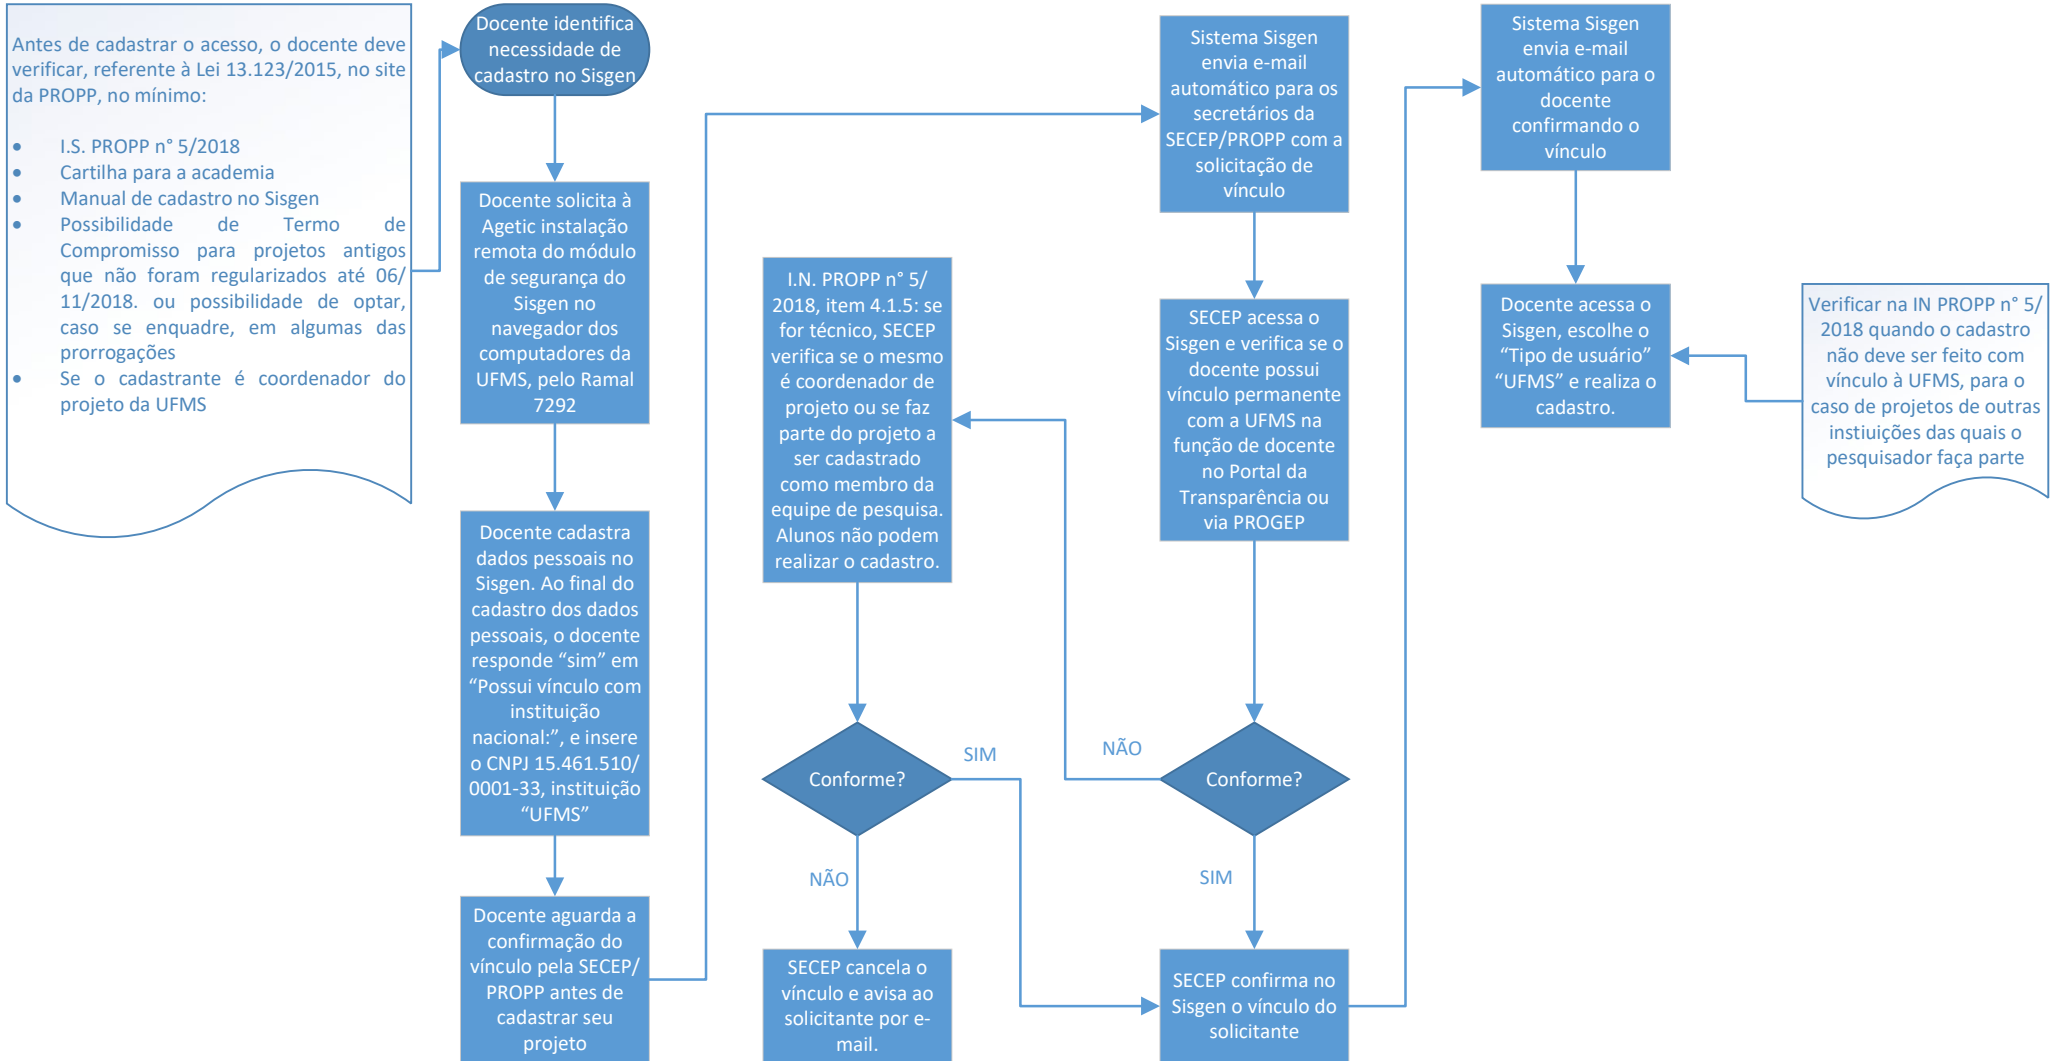 Antes de cadastrar o acesso, o docente deve
verificar, referente à Lei 13.123/2015, no site
da PROPP, no mínimo:
• I.S. PROPP n° 5/2018
• Cartilha para a academia
• Manual de cadastro no Sisgen
• Possibilidade de Termo de
Compromisso para projetos antigos
que não foram regularizados até 06/
11/2018. ou possibilidade de optar,
caso se enquadre, em algumas das
prorrogações
• Se o cadastrante é coordenador do
projeto da UFMS
Docente identifica
necessidade de
cadastro no Sisgen
Docente solicita à
Agetic instalação
remota do módulo
de segurança do
Sisgen no
navegador dos
computadores da
UFMS, pelo Ramal
7292
Docente cadastra
dados pessoais no
Sisgen. Ao final do
cadastro dos dados
pessoais, o docente
responde “sim” em
“Possui vínculo com
instituição
nacional:”, e insere
o CNPJ 15.461.510/
0001-33, instituição
“UFMS”
Docente aguarda a
confirmação do
vínculo pela SECEP/
PROPP antes de
cadastrar seu
projeto
Sistema Sisgen
envia e-mail
automático para os
secretários da
SECEP/PROPP com a
solicitação de
vínculo
SECEP acessa o
Sisgen e verifica se o
docente possui
vínculo permanente
com a UFMS na
função de docente
no Portal da
Transparência ou
via PROGEP
Conforme?
NÃO
SIM
I.N. PROPP n° 5/
2018, item 4.1.5: se
for técnico, SECEP
verifica se o mesmo
é coordenador de
projeto ou se faz
parte do projeto a
ser cadastrado
como membro da
equipe de pesquisa.
Alunos não podem
realizar o cadastro.
Conforme?
SIM
NÃO
SECEP cancela o
vínculo e avisa ao
solicitante por e-
mail.
SECEP confirma no
Sisgen o vínculo do
solicitante
Sistema Sisgen
envia e-mail
automático para o
docente
confirmando o
vínculo
Docente acessa o
Sisgen, escolhe o
“Tipo de usuário”
“UFMS” e realiza o
cadastro.
Verificar na IN PROPP n° 5/
2018 quando o cadastro
não deve ser feito com
vínculo à UFMS, para o
caso de projetos de outras
instiuições das quais o
pesquisador faça parte